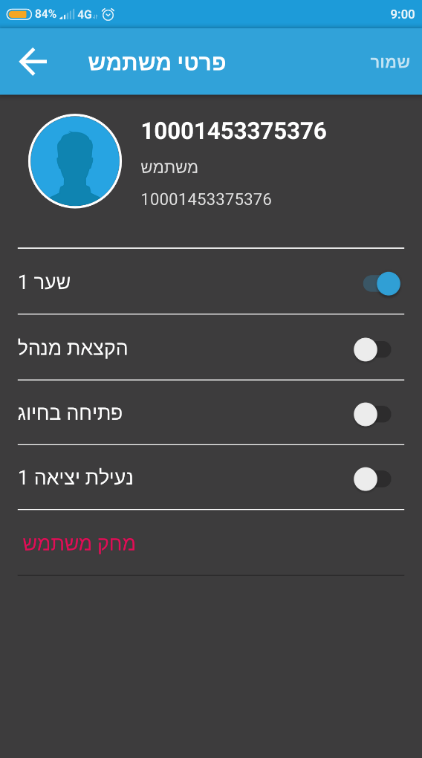 84% 4G 9:00
פרטי משתמש שמור
10001453375376
משתמש
10001453375376
שער 1
הקצאת מנהל
פתיחה בחיוג
נעילת יציאה 1
מחק משתמש